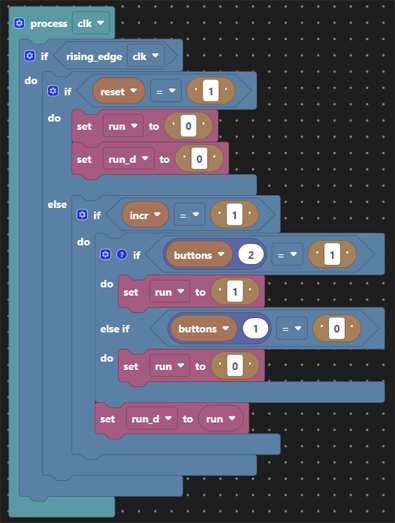 process clk
if rising_edge clk
do if reset = ' 1 '
do set run to ' 0 '
set run_d to ' 0 '
else if incr = ' 1 '
do ? if buttons 2 = ' 1 '
do set run to ' 1 '
else if buttons 1 = ' 0 '
do set run to ' 0 '
set run_d to run